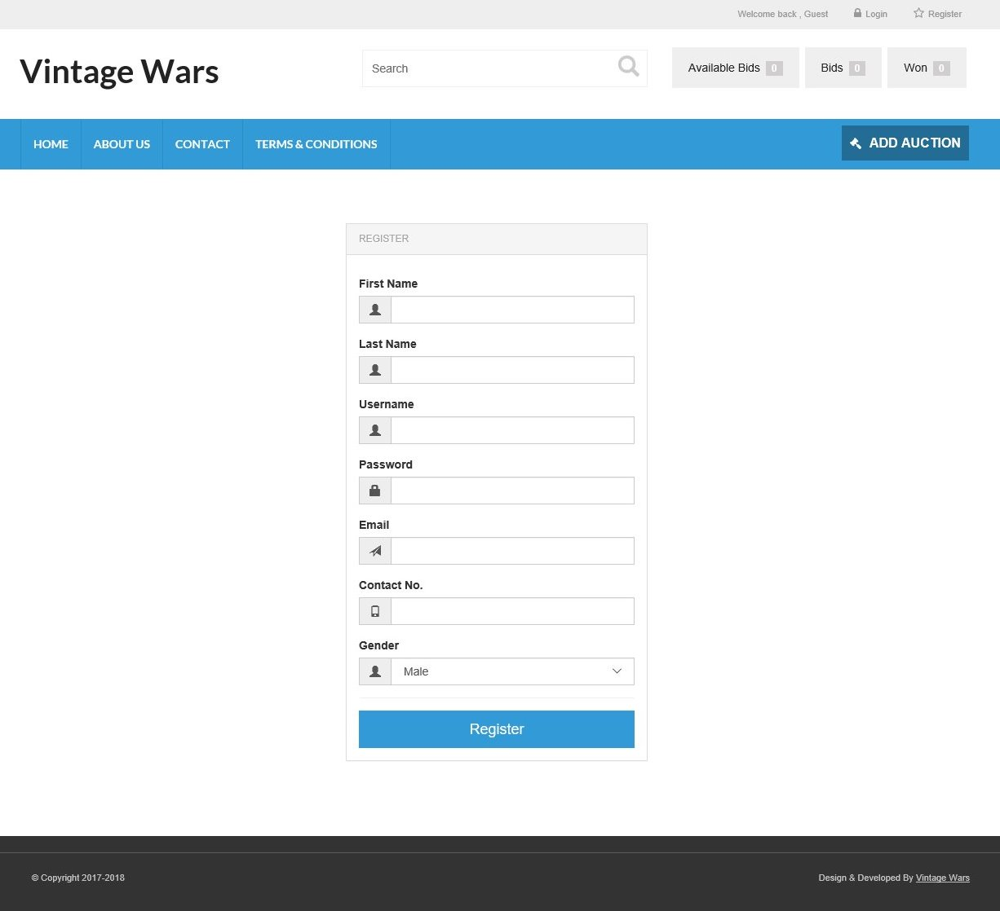 Welcome back , Guest Login Register
Vintage Wars
Search
Available Bids 0 Bids 0 Won 0
HOME ABOUT US CONTACT TERMS & CONDITIONS ADD AUCTION
REGISTER
First Name
Last Name
Username
Password
Email
Contact No.
Gender
Male
Register
© Copyright 2017-2018 Design & Developed By Vintage Wars